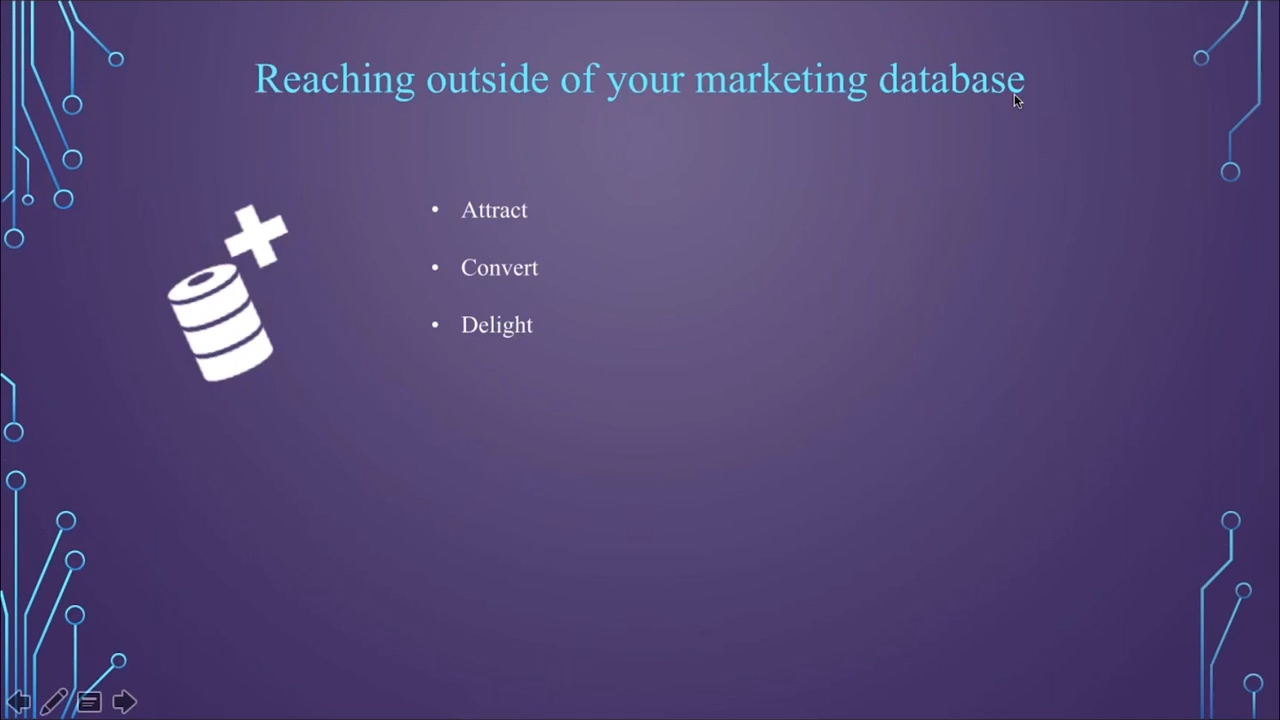 Reaching outside of your marketing database
• Attract
• Convert
• Delight